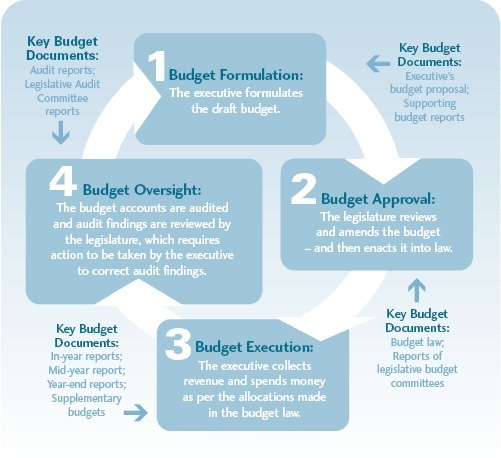 Key Budget
Documents:
Audit reports;
Legislative Audit
Committee
reports
1 Budget Formulation:
The executive formulates
the draft budget.
Key Budget
Documents:
Executive's
budget proposal;
Supporting
budget reports
2 Budget Approval:
The legislature reviews
and amends the budget
– and then enacts it into law.
Key Budget
Documents:
Budget law;
Reports of
legislative budget
committees
3 Budget Execution:
The executive collects
revenue and spends money
as per the allocations made
in the budget law.
Key Budget
Documents:
In-year reports;
Mid-year report;
Year-end reports;
Supplementary
budgets
4 Budget Oversight:
The budget accounts are audited
and audit findings are reviewed by
the legislature, which requires
action to be taken by the executive
to correct audit findings.